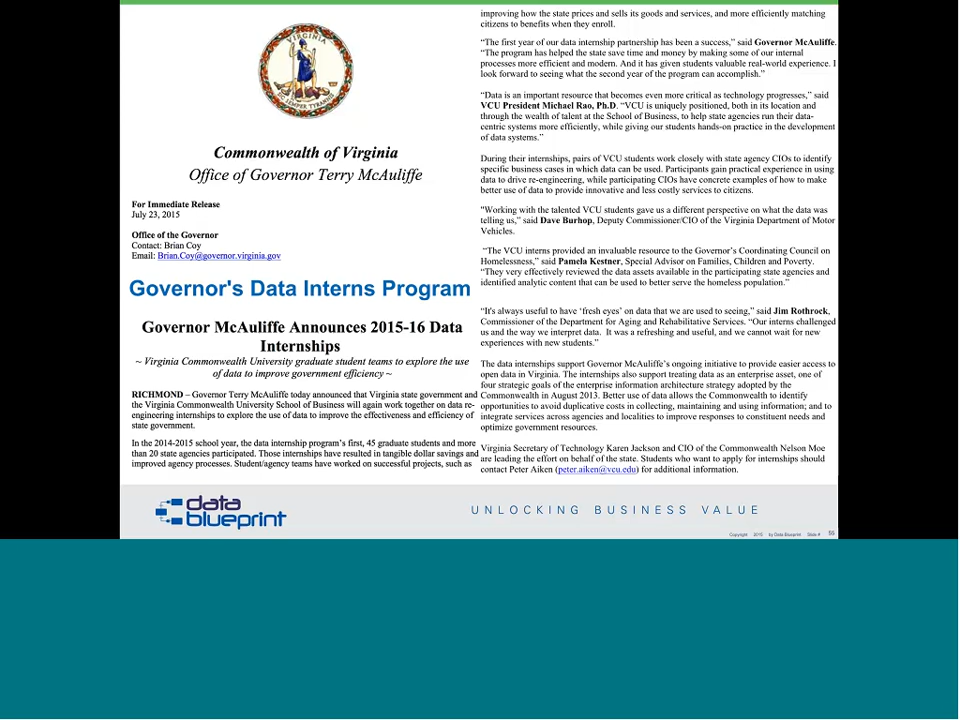 VIRGINIA
SIC SEMPER TYRANNIS
Commonwealth of Virginia
Office of Governor Terry McAuliffe
For Immediate Release
July 23, 2015
Office of the Governor
Contact: Brian Coy
Email: Brian.Coy@governor.virginia.gov
Governor's Data Interns Program
Governor McAuliffe Announces 2015-16 Data
Internships
~ Virginia Commonwealth University graduate student teams to explore the use
of data to improve government efficiency ~
RICHMOND – Governor Terry McAuliffe today announced that Virginia state government and
the Virginia Commonwealth University School of Business will again work together on data re-
engineering internships to explore the use of data to improve the effectiveness and efficiency of
state government.
In the 2014-2015 school year, the data internship program's first, 45 graduate students and more
than 20 state agencies participated. Those internships have resulted in tangible dollar savings and
improved agency processes. Student/agency teams have worked on successful projects, such as
improving how the state prices and sells its goods and services, and more efficiently matching
citizens to benefits when they enroll.
“The first year of our data internship partnership has been a success,” said Governor McAuliffe.
“The program has helped the state save time and money by making some of our internal
processes more efficient and modern. And it has given students valuable real-world experience. I
look forward to seeing what the second year of the program can accomplish.”
“Data is an important resource that becomes even more critical as technology progresses,” said
VCU President Michael Rao, Ph.D. “VCU is uniquely positioned, both in its location and
through the wealth of talent at the School of Business, to help state agencies run their data-
centric systems more efficiently, while giving our students hands-on practice in the development
of data systems.”
During their internships, pairs of VCU students work closely with state agency CIOs to identify
specific business cases in which data can be used. Participants gain practical experience in using
data to drive re-engineering, while participating CIOs have concrete examples of how to make
better use of data to provide innovative and less costly services to citizens.
"Working with the talented VCU students gave us a different perspective on what the data was
telling us,” said Dave Burhop, Deputy Commissioner/CIO of the Virginia Department of Motor
Vehicles.
“The VCU interns provided an invaluable resource to the Governor’s Coordinating Council on
Homelessness,” said Pamela Kestner, Special Advisor on Families, Children and Poverty.
“They very effectively reviewed the data assets available in the participating state agencies and
identified analytic content that can be used to better serve the homeless population.”
“It's always useful to have ‘fresh eyes’ on data that we are used to seeing,” said Jim Rothrock,
Commissioner of the Department for Aging and Rehabilitative Services. “Our interns challenged
us and the way we interpret data. It was a refreshing and useful, and we cannot wait for new
experiences with new students.”
The data internships support Governor McAuliffe’s ongoing initiative to provide easier access to
open data in Virginia. The internships also support treating data as an enterprise asset, one of
four strategic goals of the enterprise information architecture strategy adopted by the
Commonwealth in August 2013. Better use of data allows the Commonwealth to identify
opportunities to avoid duplicative costs in collecting, maintaining and using information; and to
integrate services across agencies and localities to improve responses to constituent needs and
optimize government resources.
Virginia Secretary of Technology Karen Jackson and CIO of the Commonwealth Nelson Moe
are leading the effort on behalf of the state. Students who want to apply for internships should
contact Peter Aiken (peter.aiken@vcu.edu) for additional information.
data
blueprint
UNLOCKING BUSINESS VALUE
Copyright 2015 by Data Blueprint Slide # 55